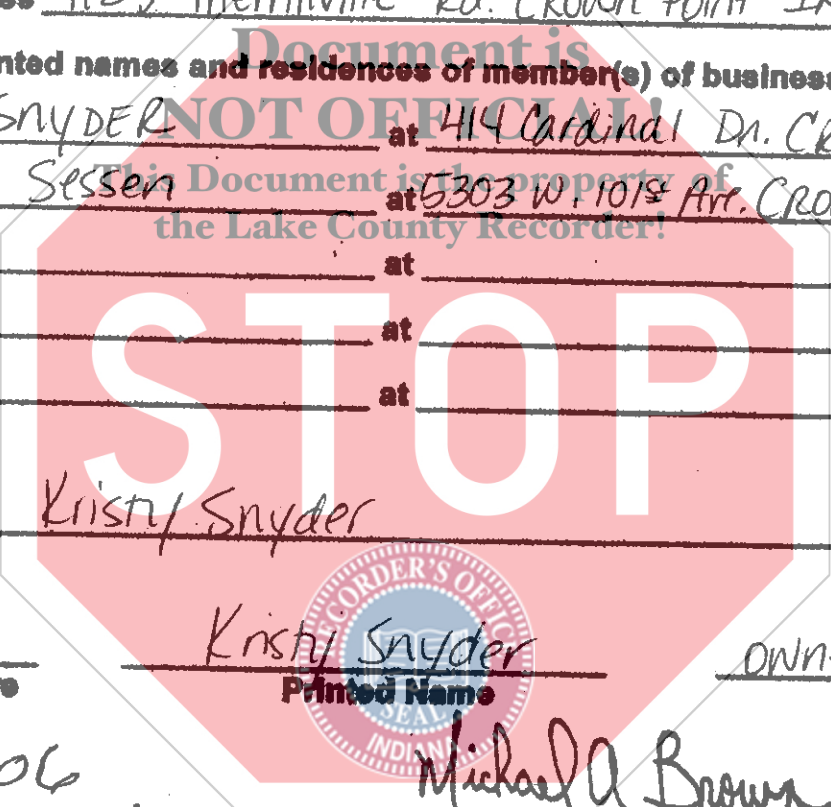 Merrillville Rd. Crown Point
Document is
nted names and residences of member(s) of business
SNYDER at 414 Cardinal Dr.
NOT OFFICIAL!
Sessen at 5303 W. 101st Ave.
This Document is the property of
the Lake County Recorder!
at
at
at
STOP
Kristy Snyder
RECORDER'S OFFICE
Kristy Snyder
Printed Name
SEAL
INDIANA
06
Michael A Brown